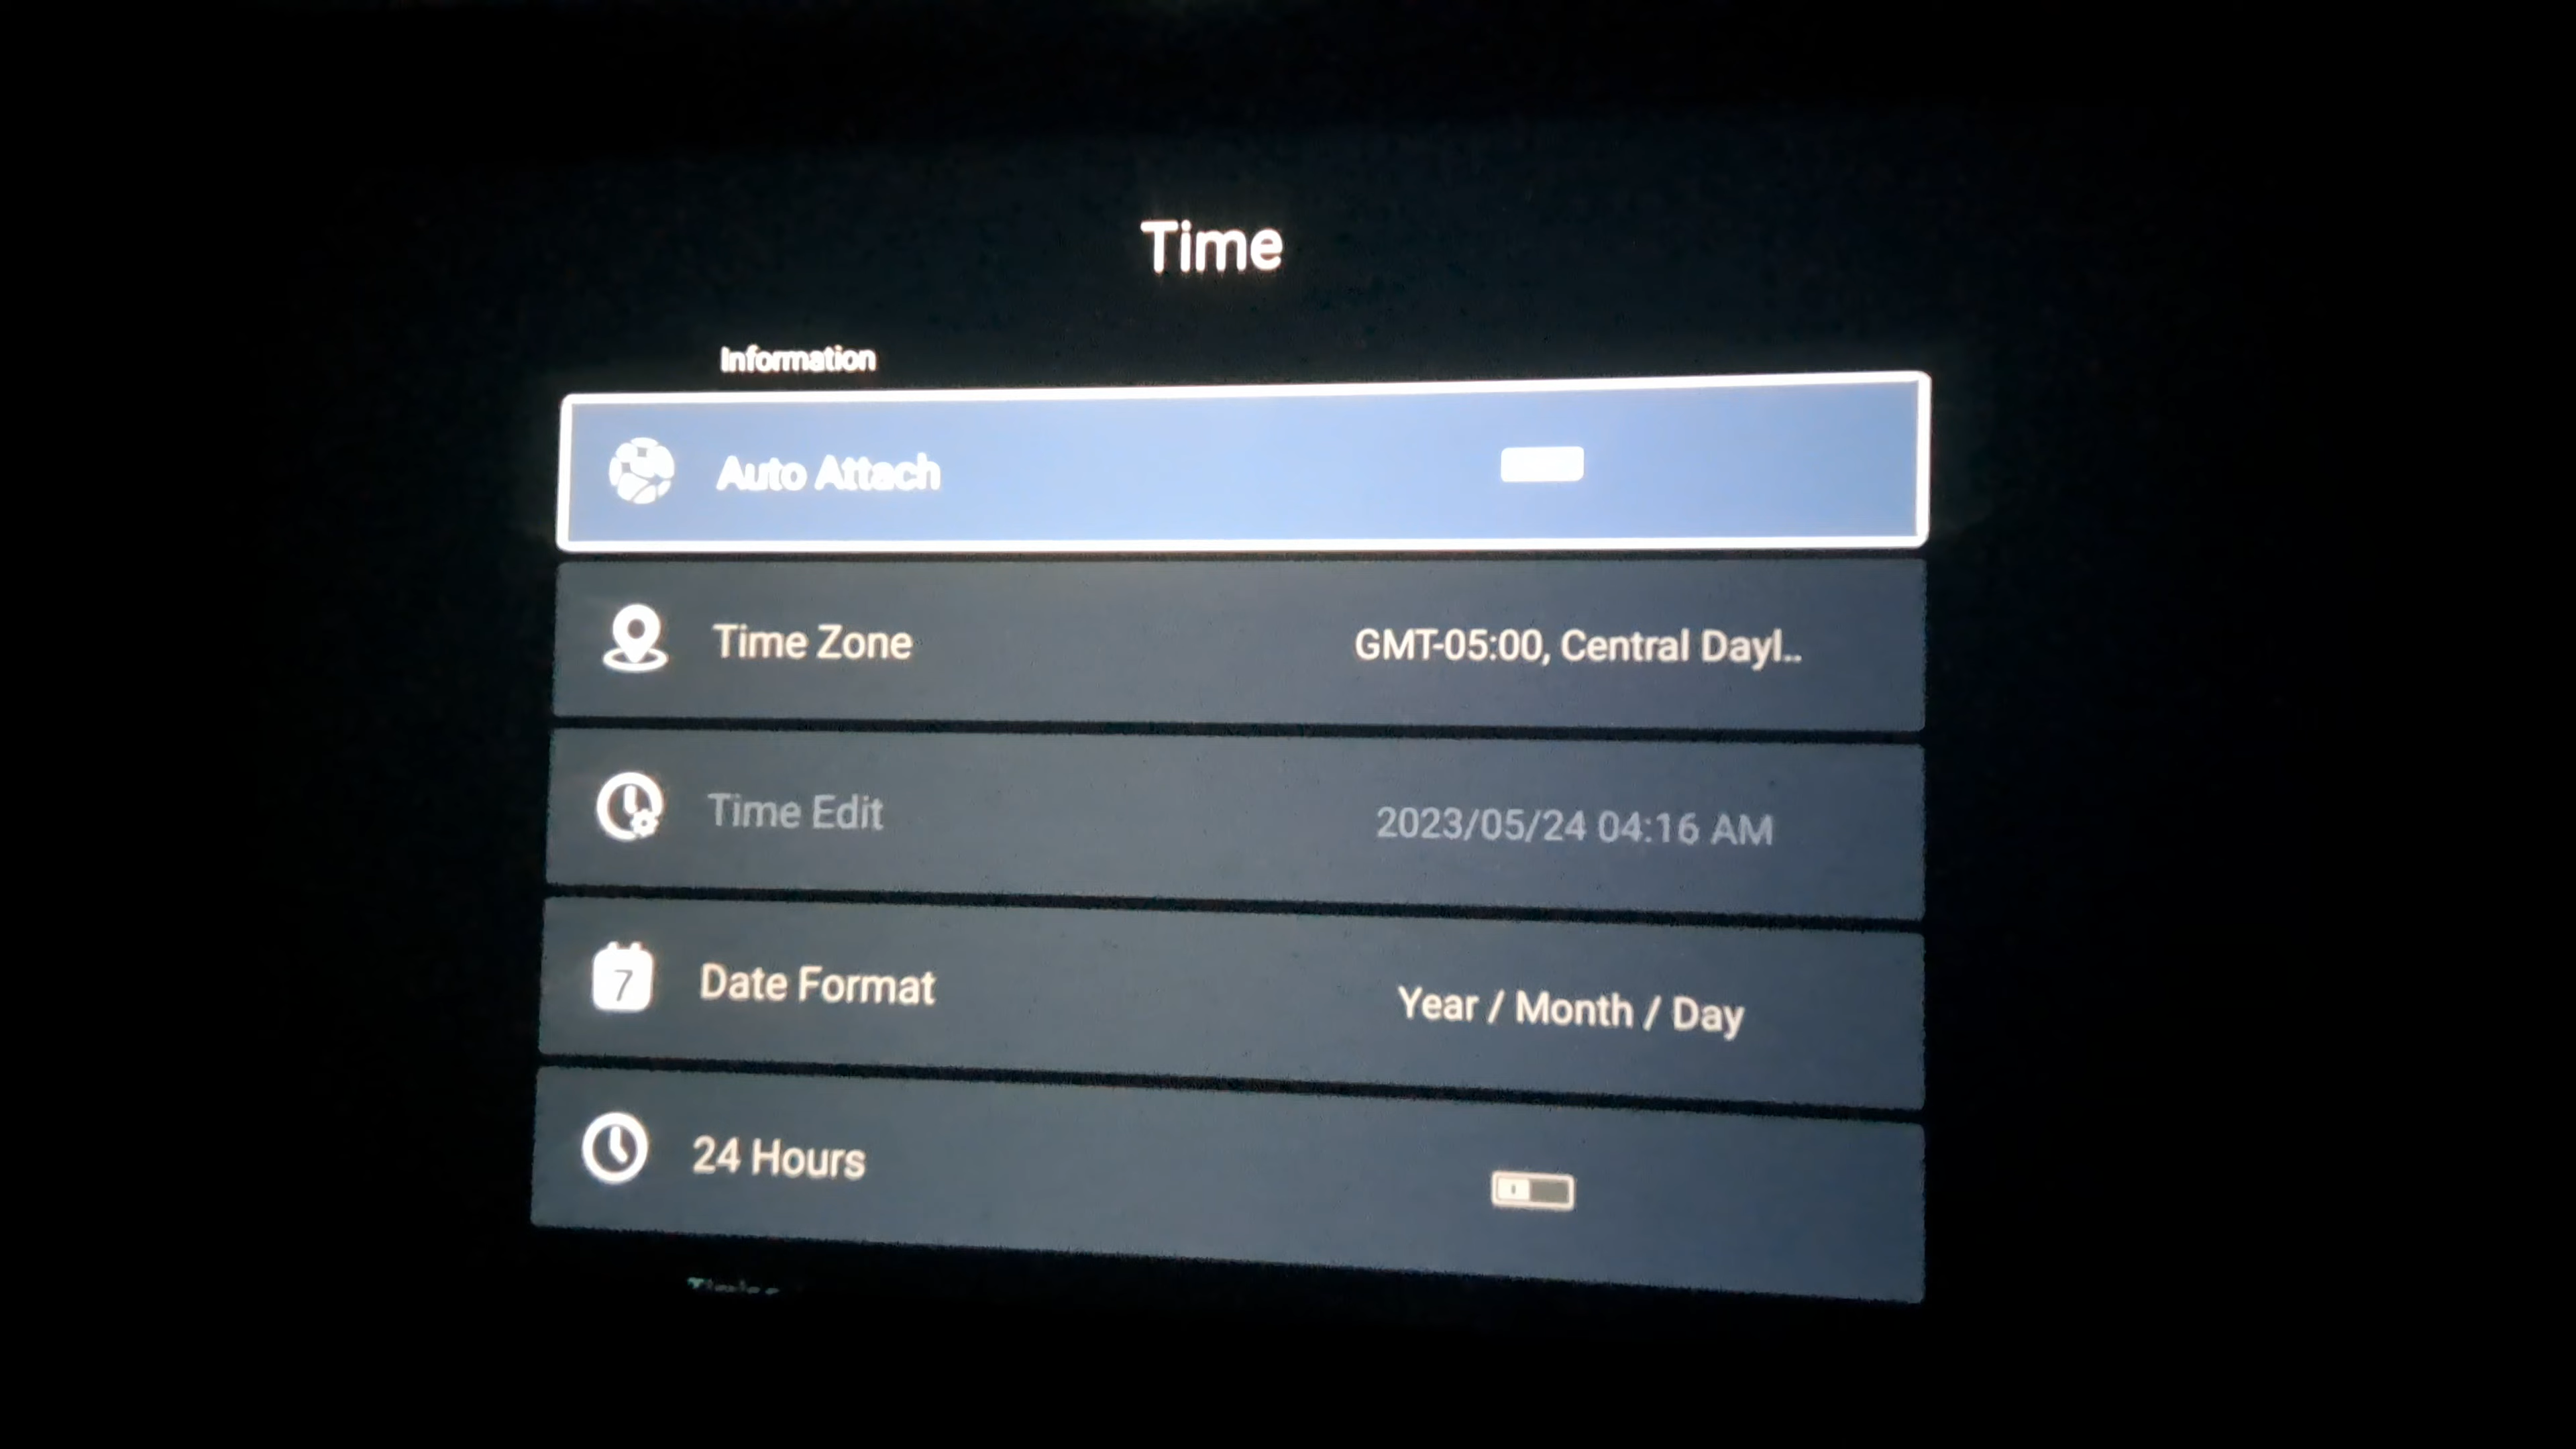 Time
Information
Auto Attach
Time Zone GMT-05:00, Central Dayl..
Time Edit 2023/05/24 04:16 AM
7 Date Format Year / Month / Day
24 Hours